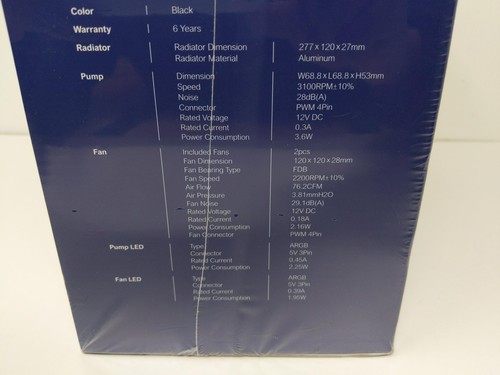 Color Black
Warranty 6 Years
Radiator Radiator Dimension 277 x 120 x 27mm
Radiator Material Aluminum
Pump Dimension W68.8 x L68.8 x H53mm
Speed 3100RPM±10%
Noise 28dB(A)
Connector PWM 4Pin
Rated Voltage 12V DC
Rated Current 0.3A
Power Consumption 3.6W
Fan Included Fans 2pcs
Fan Dimension 120 x 120 x 28mm
Fan Bearing Type FDB
Fan Speed 2200RPM±10%
Air Flow 76.2CFM
Air Pressure 3.81mmH2O
Fan Noise 29.1dB(A)
Rated Voltage 12V DC
Rated Current 0.18A
Power Consumption 2.16W
Fan Connector PWM 4Pin
Pump LED Type ARGB
Connector 5V 3Pin
Rated Current 0.45A
Power Consumption 2.25W
Fan LED Type ARGB
Connector 5V 3Pin
Rated Current 0.39A
Power Consumption 1.95W